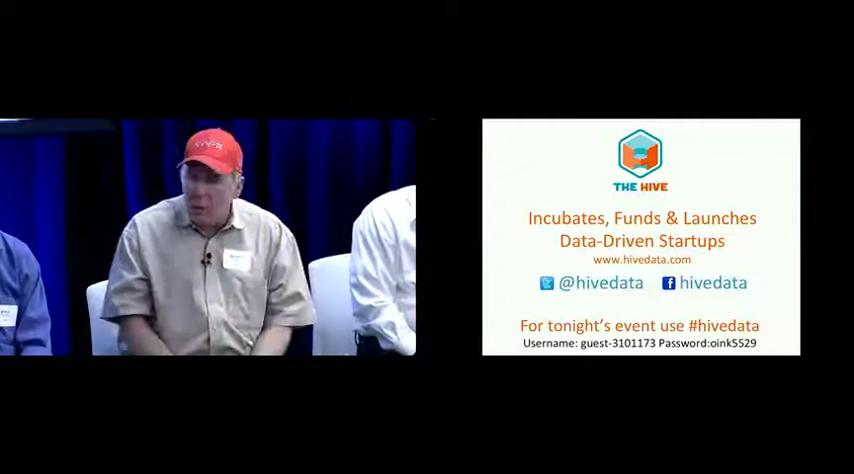 THE HIVE
Incubates, Funds & Launches
Data-Driven Startups
www.hivedata.com
@hivedata hivedata
For tonight's event use #hivedata
Username: guest-3101173 Password:oink5529